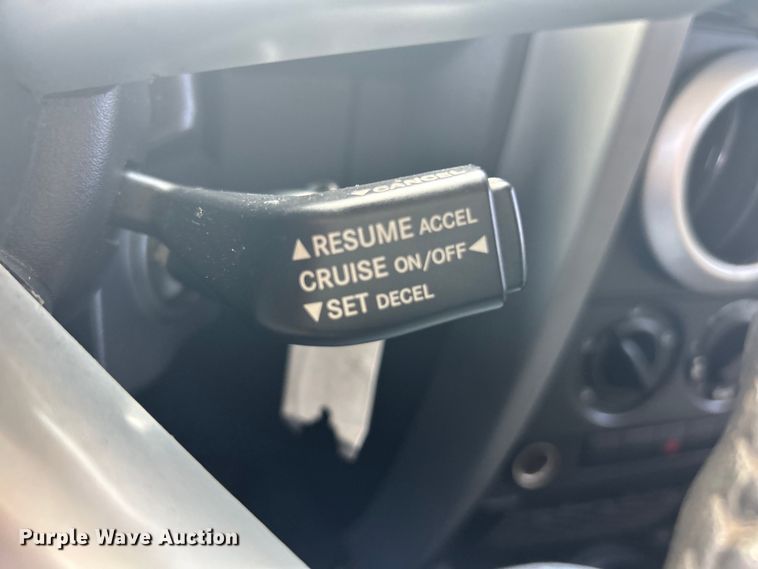 ▼CANCEL
▲RESUME ACCEL
CRUISE ON/OFF◀
▼SET DECEL
Purple Wave Auction